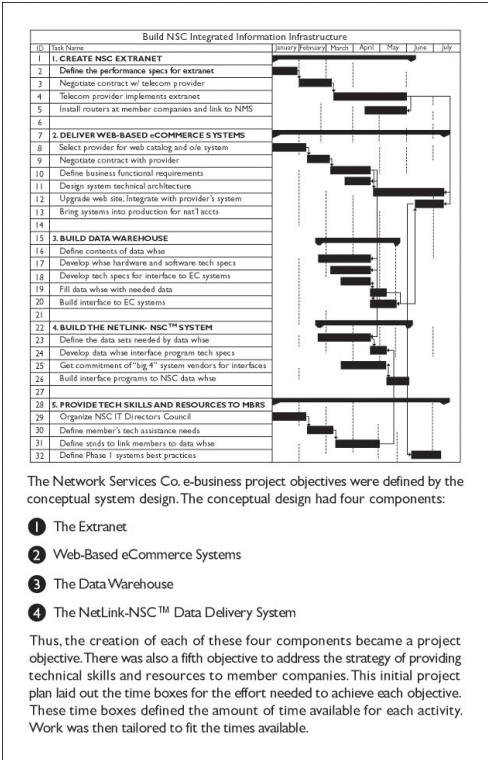 Build NSC Integrated Information Infrastructure
ID Task Name January February March April May June July
1 1. CREATE NSC EXTRANET
2 Define the performance specs for extranet
3 Negotiate contract w/ telecom provider
4 Telecom provider implements extranet
5 Install routers at member companies and link to NMS
6
7 2. DELIVER WEB-BASED eCOMMERCE SYSTEMS
8 Select provider for web catalog and o/e system
9 Negotiate contract with provider
10 Define business functional requirements
11 Design system technical architecture
12 Upgrade web site, Integrate with provider's system
13 Bring systems into production for nat'l accts
14
15 3. BUILD DATA WAREHOUSE
16 Define contents of data whse
17 Develop whse hardware and software tech specs
18 Develop tech specs for interface to EC systems
19 Fill data whse with needed data
20 Build interface to EC systems
21
22 4. BUILD THE NETLINK- NSC™ SYSTEM
23 Define the data sets needed by data whse
24 Develop data whse interface program tech specs
25 Get commitment of "big 4" system vendors for interfaces
26 Build interface programs to NSC data whse
27
28 5. PROVIDE TECH SKILLS AND RESOURCES TO MBRS
29 Organize NSC IT Directors Council
30 Define member's tech assistance needs
31 Define stnds to link members to data whse
32 Define Phase 1 systems best practices
The Network Services Co. e-business project objectives were defined by the
conceptual system design. The conceptual design had four components:
1 The Extranet
2 Web-Based eCommerce Systems
3 The Data Warehouse
4 The NetLink-NSC™ Data Delivery System
Thus, the creation of each of these four components became a project
objective. There was also a fifth objective to address the strategy of providing
technical skills and resources to member companies. This initial project
plan laid out the time boxes for the effort needed to achieve each objective.
These time boxes defined the amount of time available for each activity.
Work was then tailored to fit the times available.